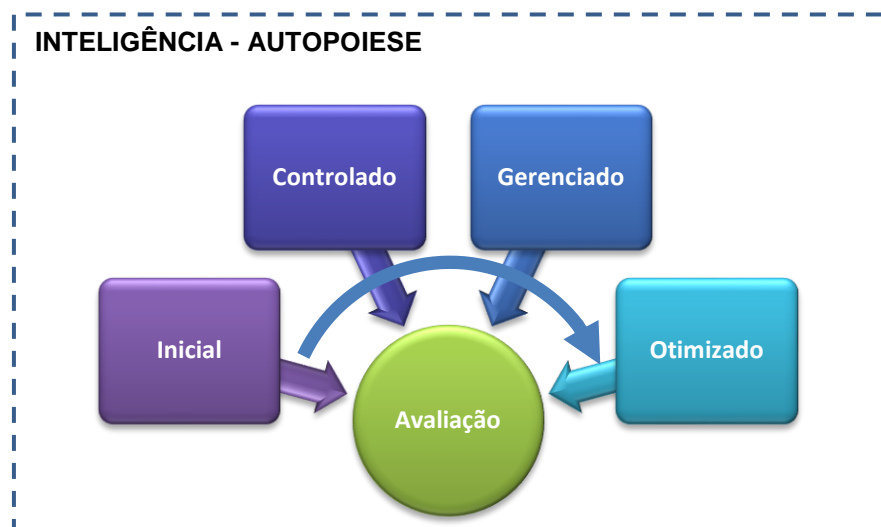 INTELIGÊNCIA - AUTOPOIESE
Controlado
Gerenciado
Inicial
Otimizado
Avaliação